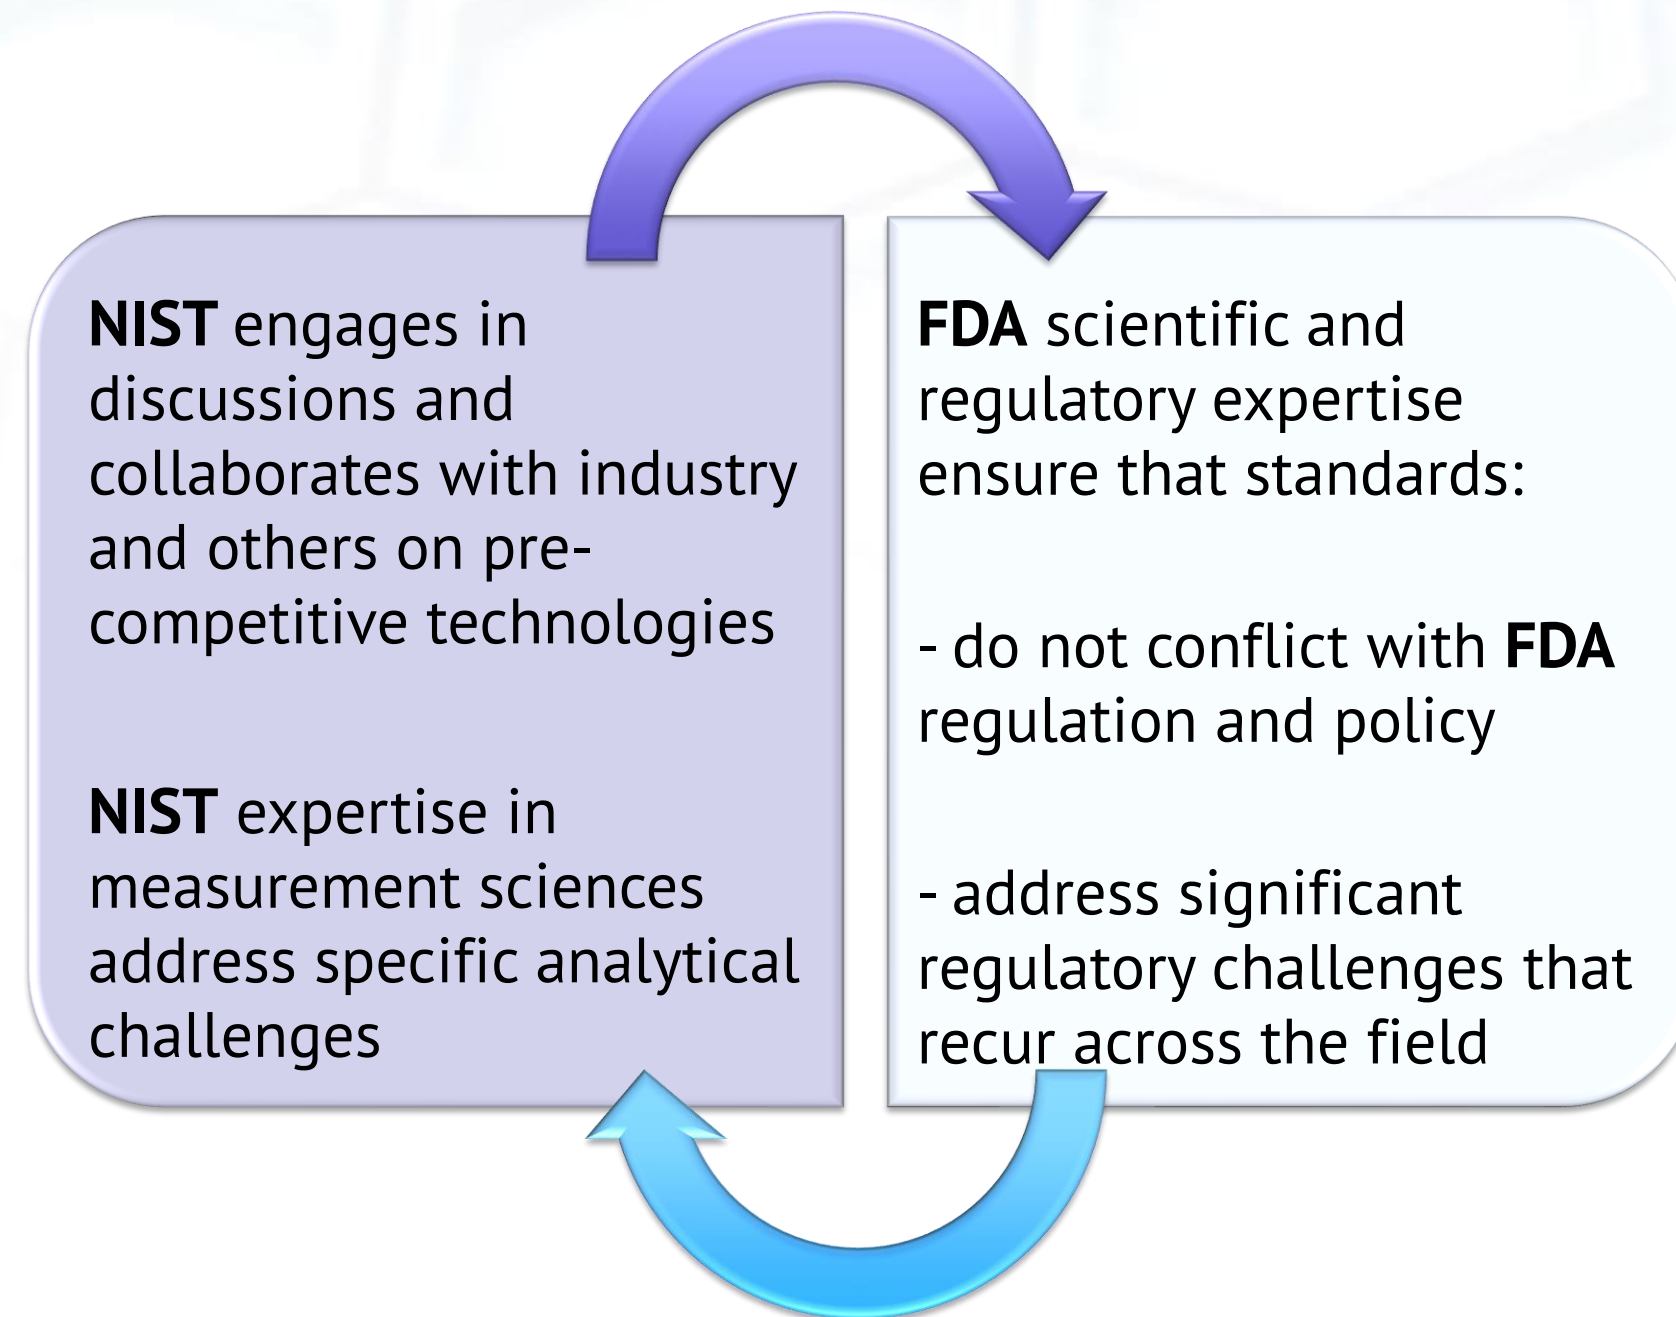 NIST engages in
discussions and
collaborates with industry
and others on pre-
competitive technologies
NIST expertise in
measurement sciences
address specific analytical
challenges
FDA scientific and
regulatory expertise
ensure that standards:
- do not conflict with FDA
regulation and policy
- address significant
regulatory challenges that
recur across the field